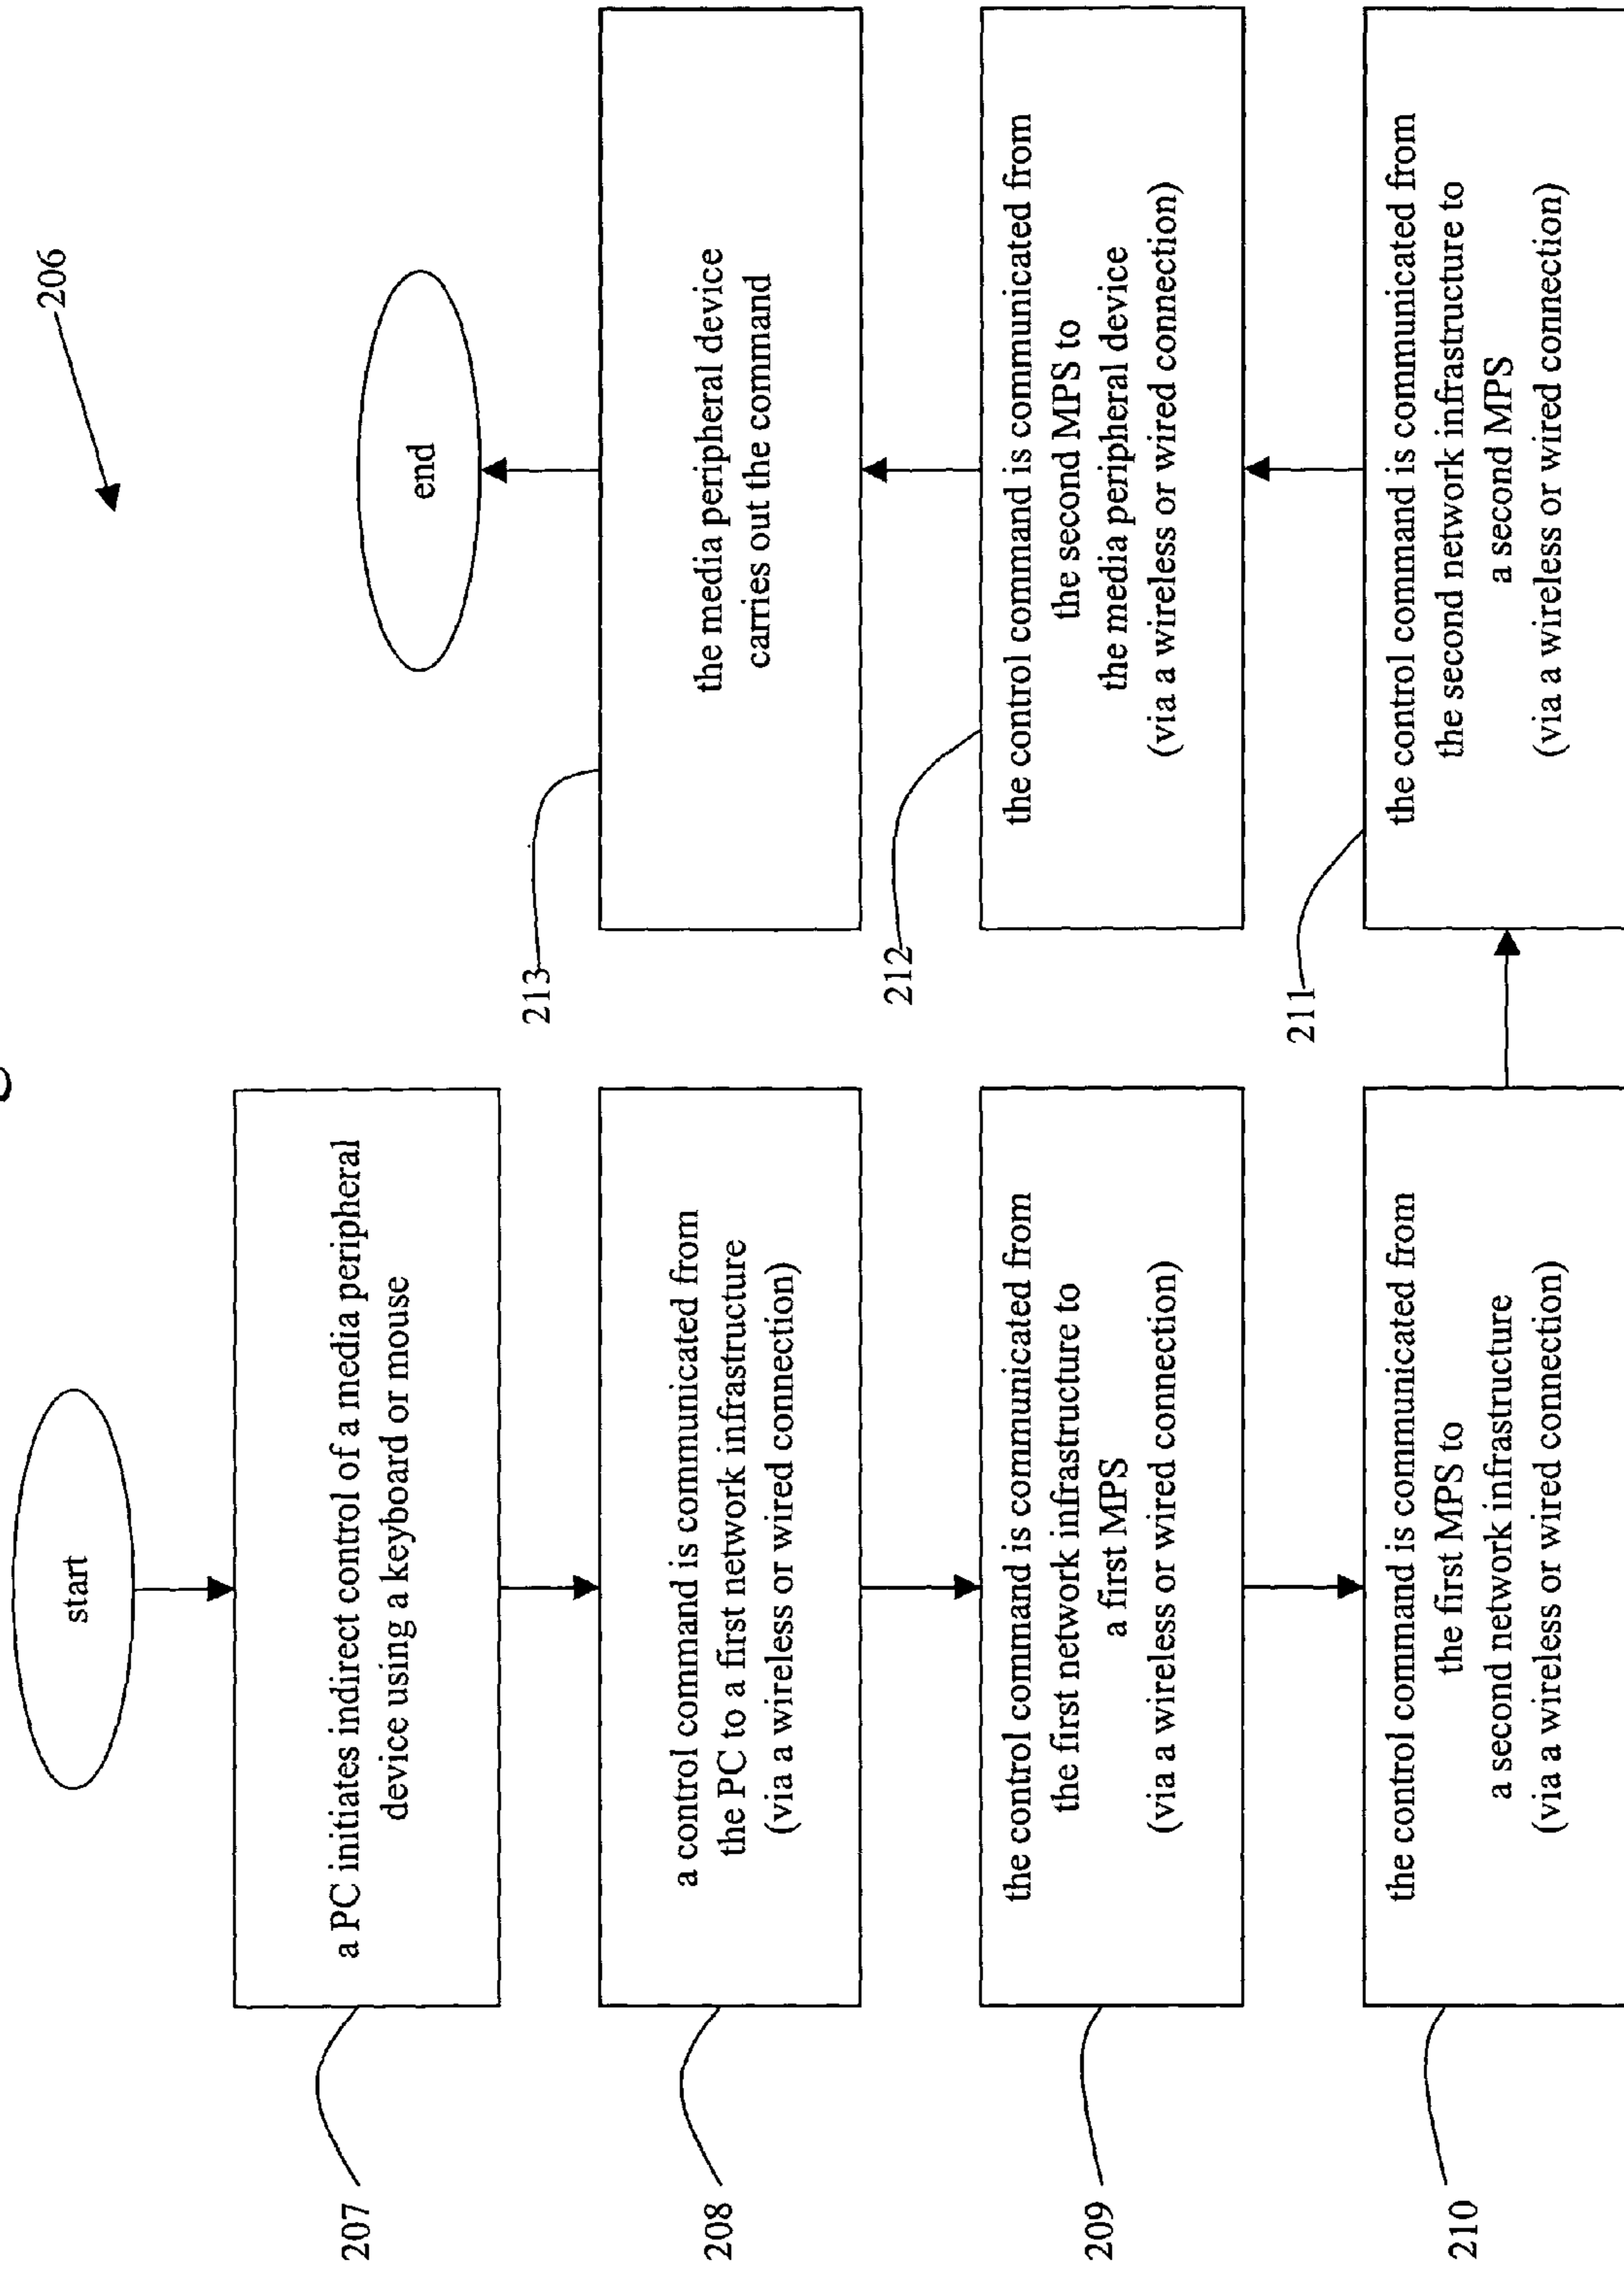 206
start
207
a PC initiates indirect control of a media peripheral
device using a keyboard or mouse
208
a control command is communicated from
the PC to a first network infrastructure
(via a wireless or wired connection)
209
the control command is communicated from
the first network infrastructure to
a first MPS
(via a wireless or wired connection)
210
the control command is communicated from
the first MPS to
a second network infrastructure
(via a wireless or wired connection)
211
the control command is communicated from
the second network infrastructure to
a second MPS
(via a wireless or wired connection)
212
the control command is communicated from
the second MPS to
the media peripheral device
(via a wireless or wired connection)
213
the media peripheral device
carries out the command
end